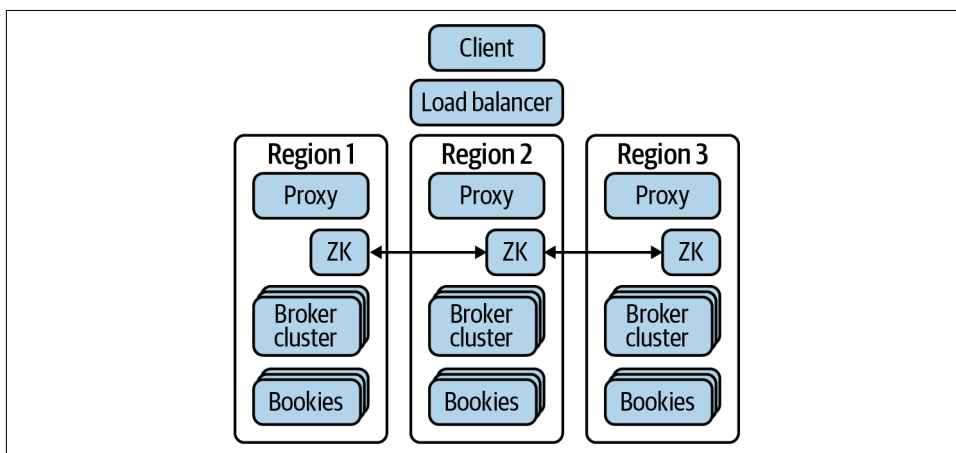 Client
Load balancer
Region 1
Region 2
Region 3
Proxy
Proxy
Proxy
ZK
ZK
ZK
Broker
cluster
Broker
cluster
Broker
cluster
Bookies
Bookies
Bookies